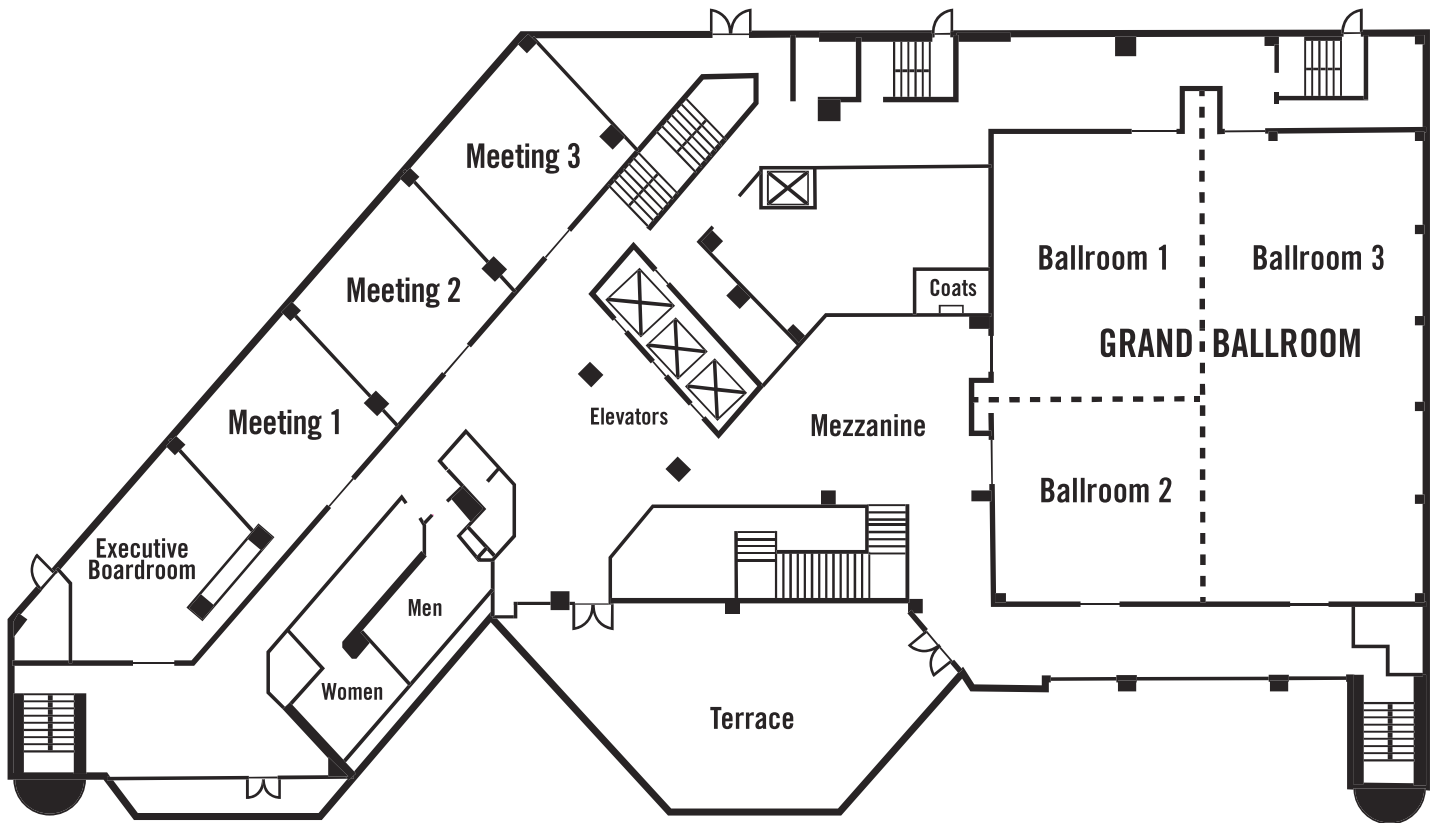 Meeting 3
Meeting 2
Meeting 1
Executive
Boardroom
Men
Women
Elevators
Mezzanine
Terrace
Coats
Ballroom 1
Ballroom 3
GRAND BALLROOM
Ballroom 2